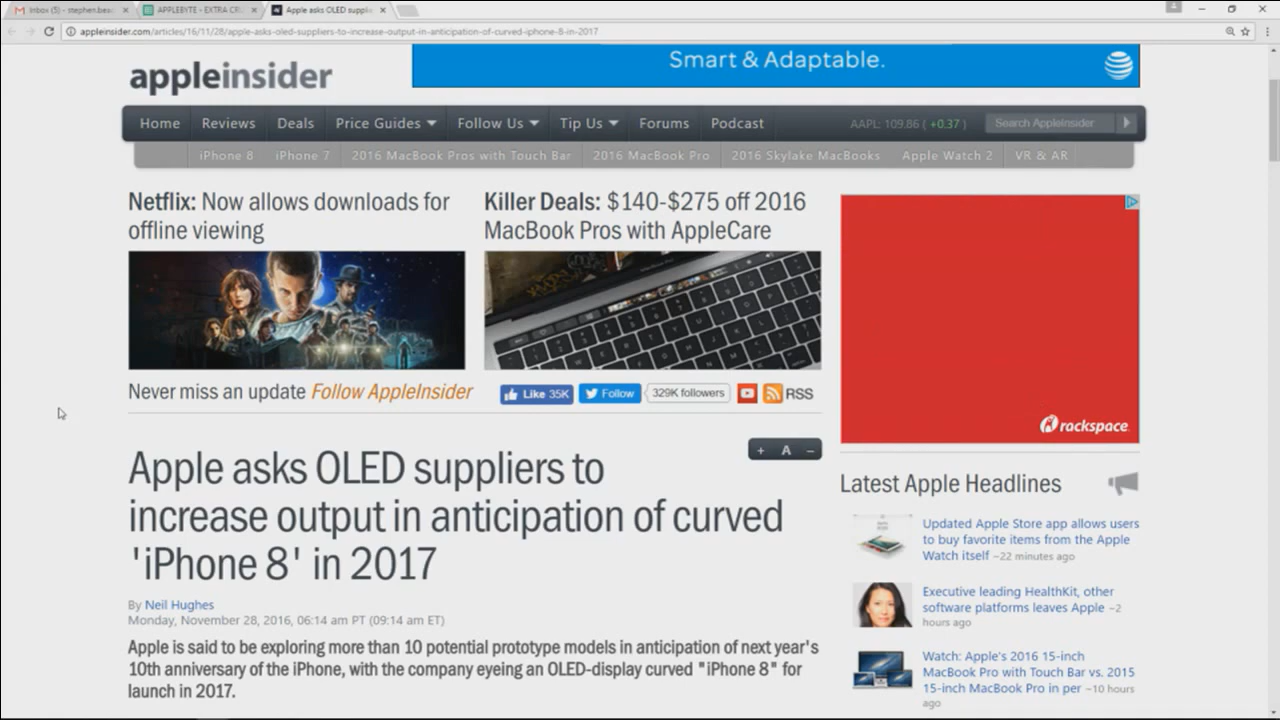 Inbox (5) - stephen.bea
APPLEBYTE - EXTRA CR
Apple asks OLED supplie
appleinsider.com/articles/16/11/28/apple-asks-oled-suppliers-to-increase-output-in-anticipation-of-curved-iphone-8-in-2017
appleinsider
Smart & Adaptable.
Home Reviews Deals Price Guides Follow Us Tip Us Forums Podcast AAPL: 109.86 ( +0.37 ) Search AppleInsider
iPhone 8 iPhone 7 2016 MacBook Pros with Touch Bar 2016 MacBook Pro 2016 Skylake MacBooks Apple Watch 2 VR & AR
Netflix: Now allows downloads for
offline viewing
Killer Deals: $140-$275 off 2016
MacBook Pros with AppleCare
Never miss an update Follow AppleInsider
Like 35K Follow 329K followers RSS
rackspace
+ A -
Apple asks OLED suppliers to
increase output in anticipation of curved
'iPhone 8' in 2017
By Neil Hughes
Monday, November 28, 2016, 06:14 am PT (09:14 am ET)
Apple is said to be exploring more than 10 potential prototype models in anticipation of next year's
10th anniversary of the iPhone, with the company eyeing an OLED-display curved "iPhone 8" for
launch in 2017.
Latest Apple Headlines
Updated Apple Store app allows users
to buy favorite items from the Apple
Watch itself ~22 minutes ago
Executive leading HealthKit, other
software platforms leaves Apple ~2
hours ago
Watch: Apple's 2016 15-inch
MacBook Pro with Touch Bar vs. 2015
15-inch MacBook Pro in per ~10 hours
ago